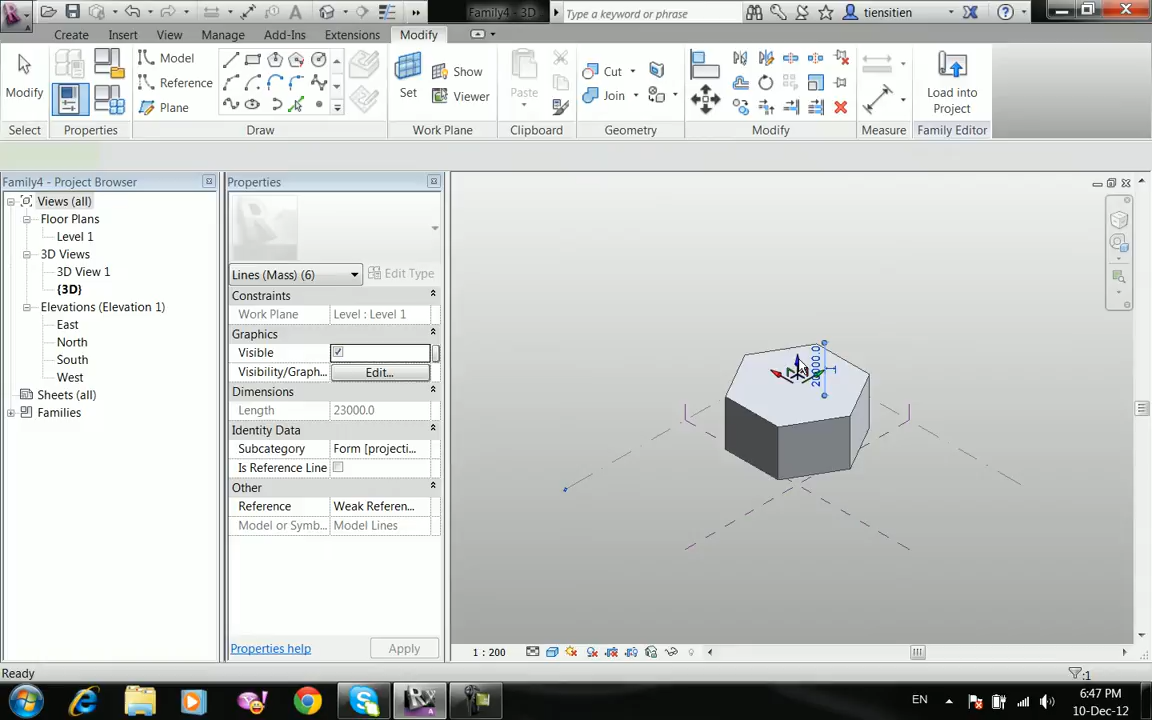 Family4 - 3D
Type a keyword or phrase
tiensitien
Create Insert View Manage Add-Ins Extensions Modify
Modify
Model
Reference
Plane
Set
Show
Viewer
Paste
Cut
Join
Load into
Project
Select Properties Draw Work Plane Clipboard Geometry Modify Measure Family Editor
Family4 - Project Browser
Views (all)
Floor Plans
Level 1
3D Views
3D View 1
{3D}
Elevations (Elevation 1)
East
North
South
West
Sheets (all)
Families
Properties
Lines (Mass) (6)
Edit Type
Constraints
Work Plane Level : Level 1
Graphics
Visible
Visibility/Graph... Edit...
Dimensions
Length 23000.0
Identity Data
Subcategory Form [projecti...
Is Reference Line
Other
Reference Weak Referen...
Model or Symb... Model Lines
Properties help
Apply
20000.0
1 : 200
Ready
:1
EN
6:47 PM
10-Dec-12